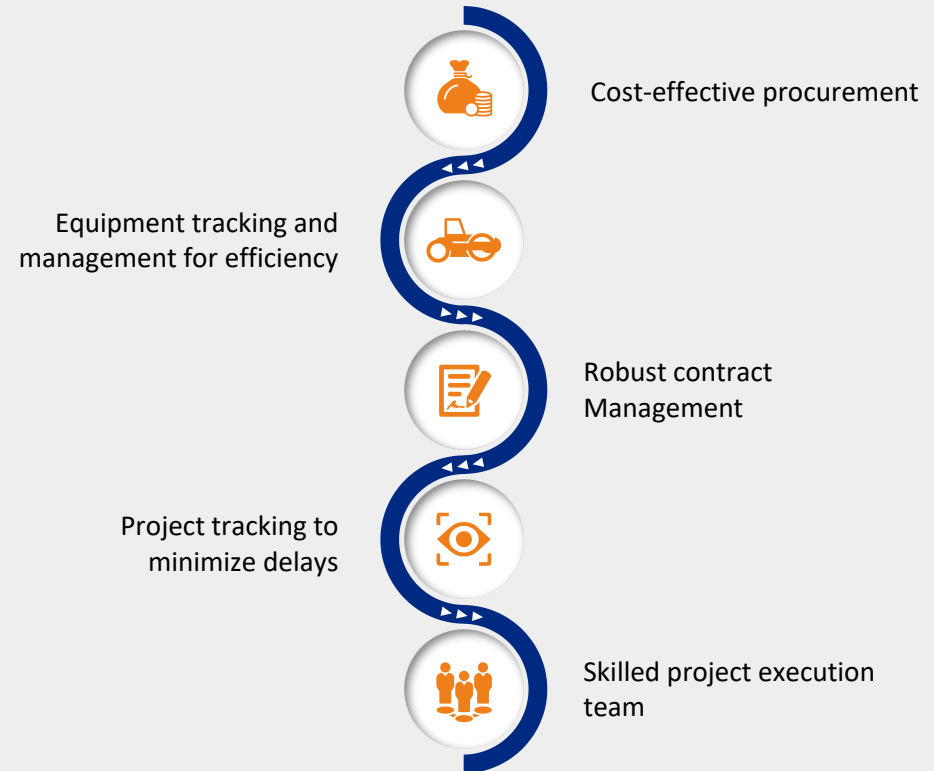 Cost-effective procurement
Equipment tracking and
management for efficiency
Robust contract
Management
Project tracking to
minimize delays
Skilled project execution
team